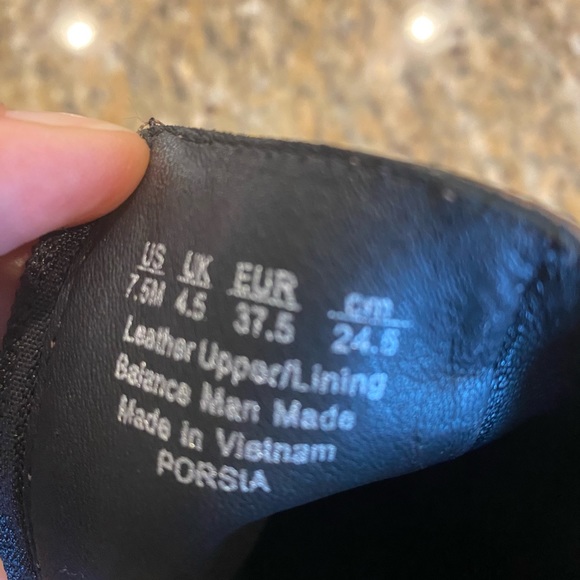 US UK EUR cm
7.5M 4.5 37.5 24.5
Leather Upper/Lining
Balance Man Made
Made in Vietnam
PORSIA